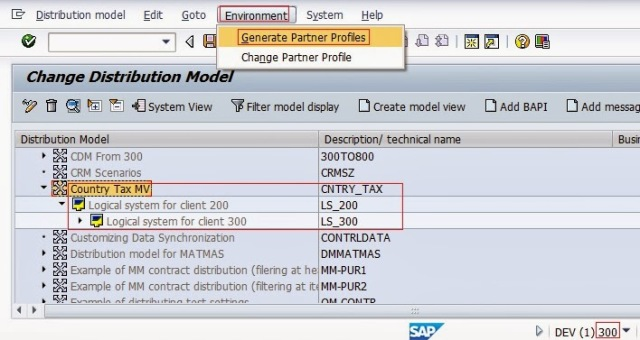 Distribution model Edit Goto Environment System Help
Generate Partner Profiles
Change Partner Profile
Change Distribution Model
System View Filter model display Create model view Add BAPI Add messag
Distribution Model Description/ technical name Busi
CDM From 300 300TO800
CRM Scenarios CRMSZ
Country Tax MV CNTRY_TAX
Logical system for client 200 LS_200
Logical system for client 300 LS_300
Customizing Data Synchronization CONTRLDATA
Distribution model for MATMAS DMMATMAS
Example of MM contract distribution (filering at hea MM-PUR1
Example of MM contract distribution (filtering at ite MM-PUR2
Example of distributing test settings
SAP DEV (1) 300